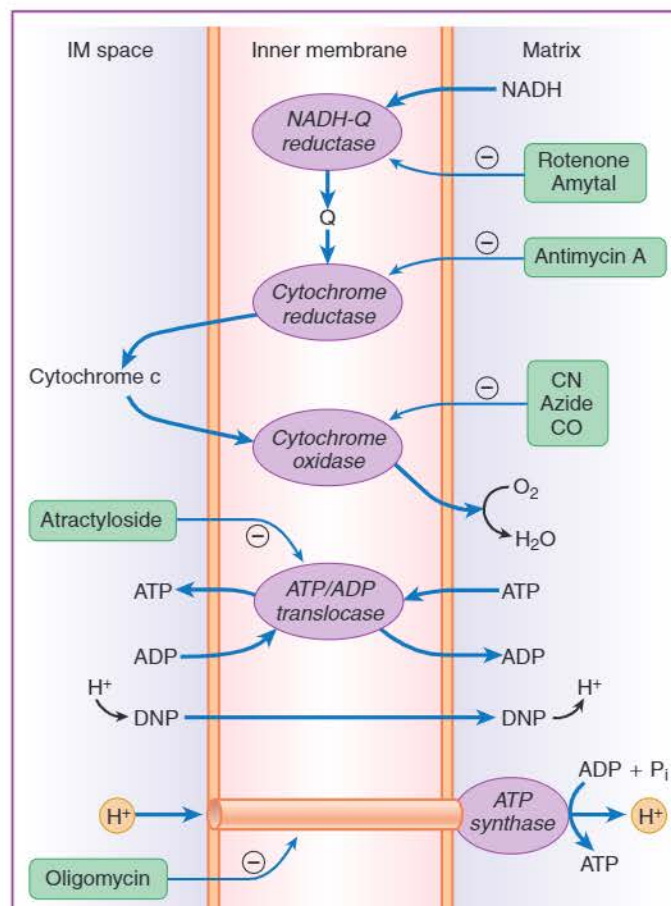 IM space
Inner membrane
Matrix
NADH
NADH-Q
reductase
Rotenone
Amytal
Q
Antimycin A
Cytochrome
reductase
Cytochrome c
CN
Azide
CO
Cytochrome
oxidase
O₂
H₂O
Atractyloside
ATP
ATP/ADP
translocase
ATP
ADP
ADP
H⁺
DNP
DNP
H⁺
ADP + Pᵢ
H⁺
ATP
synthase
H⁺
ATP
Oligomycin